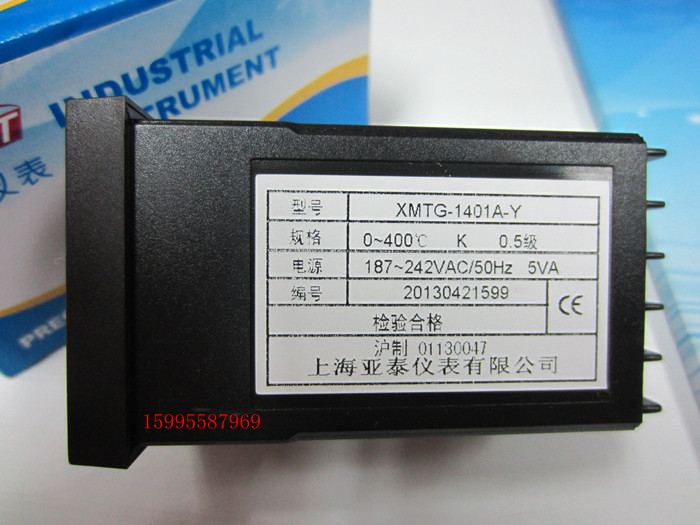 INDUSTRIAL
INSTRUMENT
T
仪表
型号 XMTG-1401A-Y
规格 0~400℃ K 0.5级
电源 187~242VAC/50Hz 5VA
编号 20130421599
CE
检验合格
沪制 01130047
上海亚泰仪表有限公司
15995587969